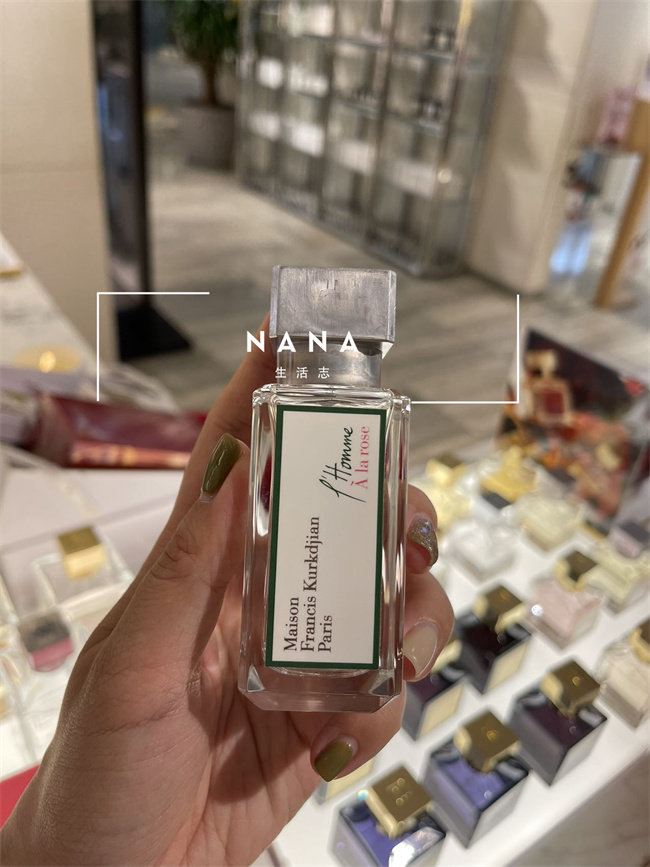 NANA
生活志
l'Homme
À la rose
Maison
Francis Kurkdjian
Paris